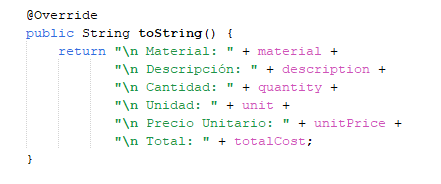 @Override
public String toString() {
return "\n Material: " + material +
"\n Descripción: " + description +
"\n Cantidad: " + quantity +
"\n Unidad: " + unit +
"\n Precio Unitario: " + unitPrice +
"\n Total: " + totalCost;
}